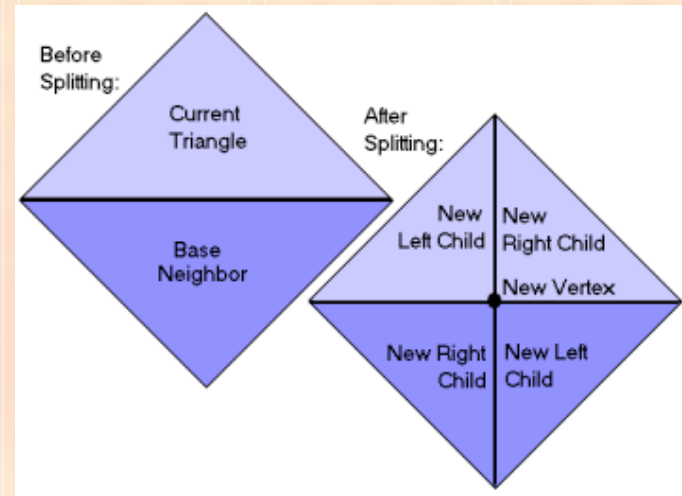 Before
Splitting:
Current
Triangle
Base
Neighbor
After
Splitting:
New
Left Child
New
Right Child
New Vertex
New Right
Child
New Left
Child